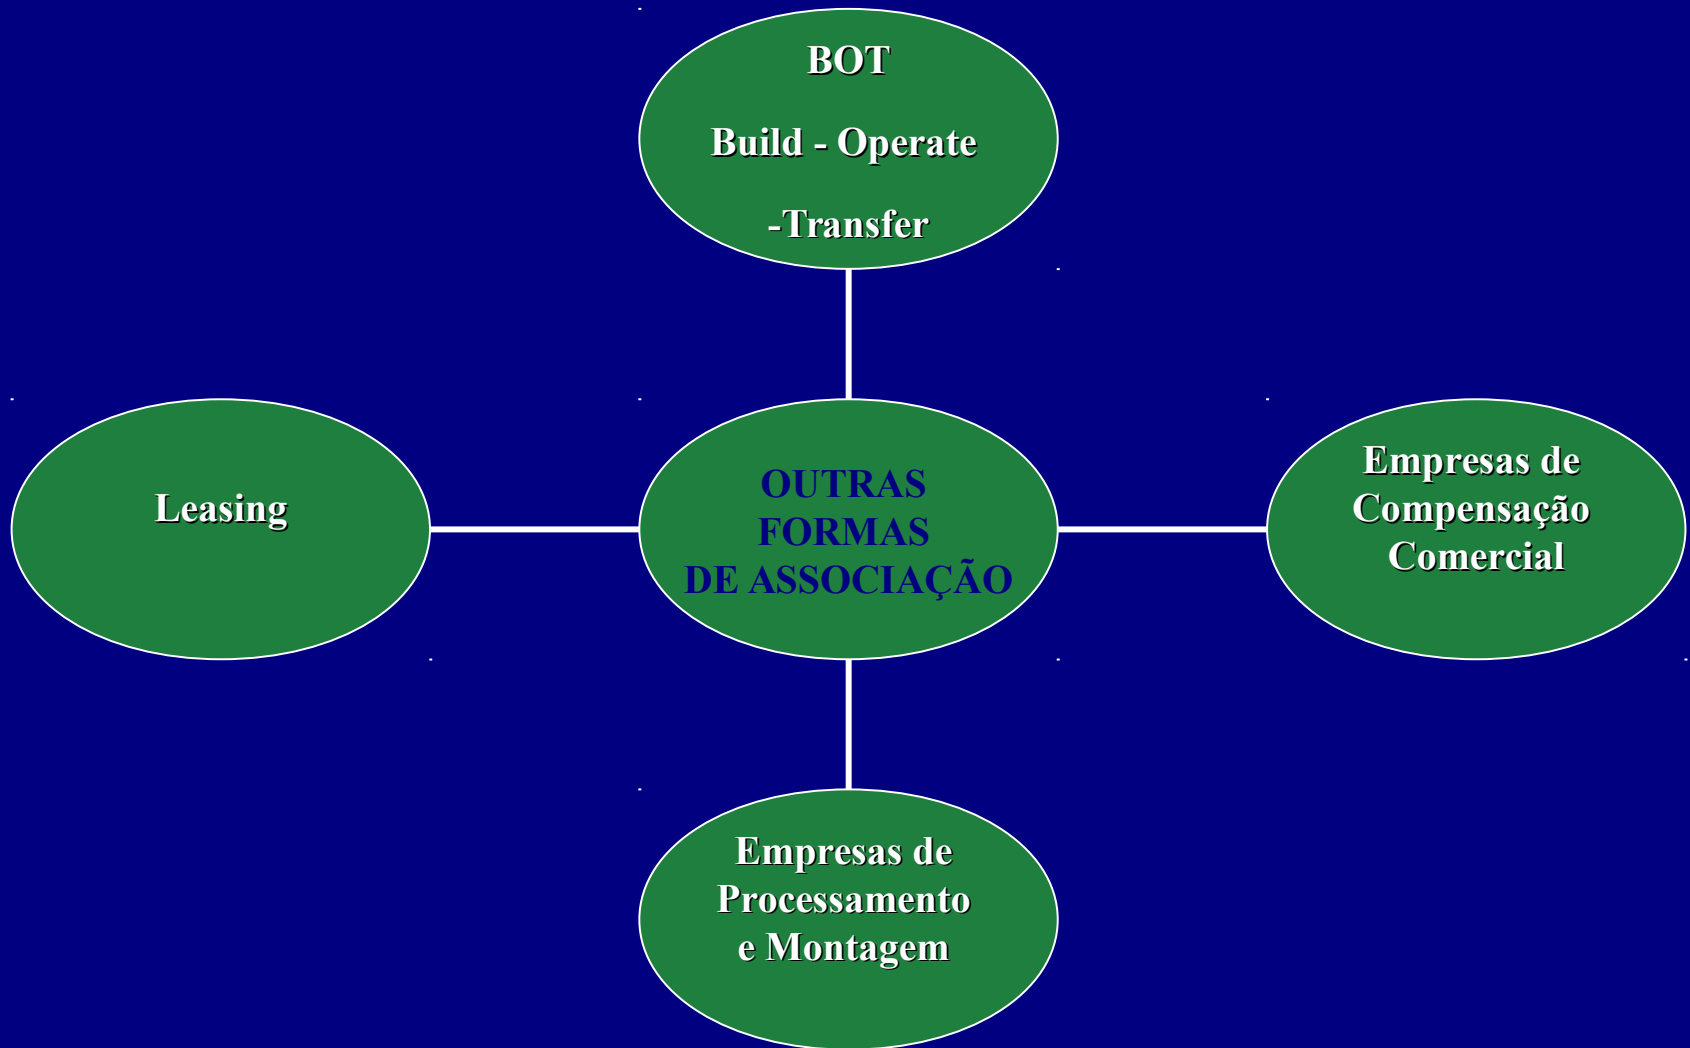 BOT
Build - Operate
-Transfer
Leasing
OUTRAS
FORMAS
DE ASSOCIAÇÃO
Empresas de
Compensação
Comercial
Empresas de
Processamento
e Montagem